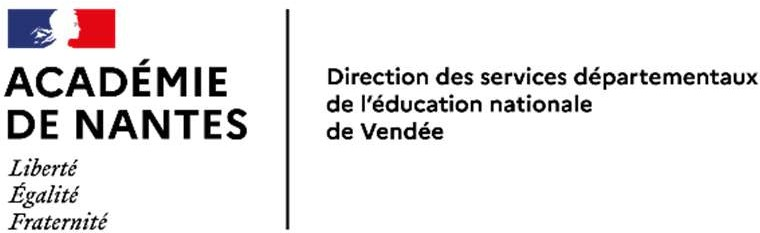 ACADÉMIE
DE NANTES
Liberté
Égalité
Fraternité
Direction des services départementaux
de l'éducation nationale
de Vendée